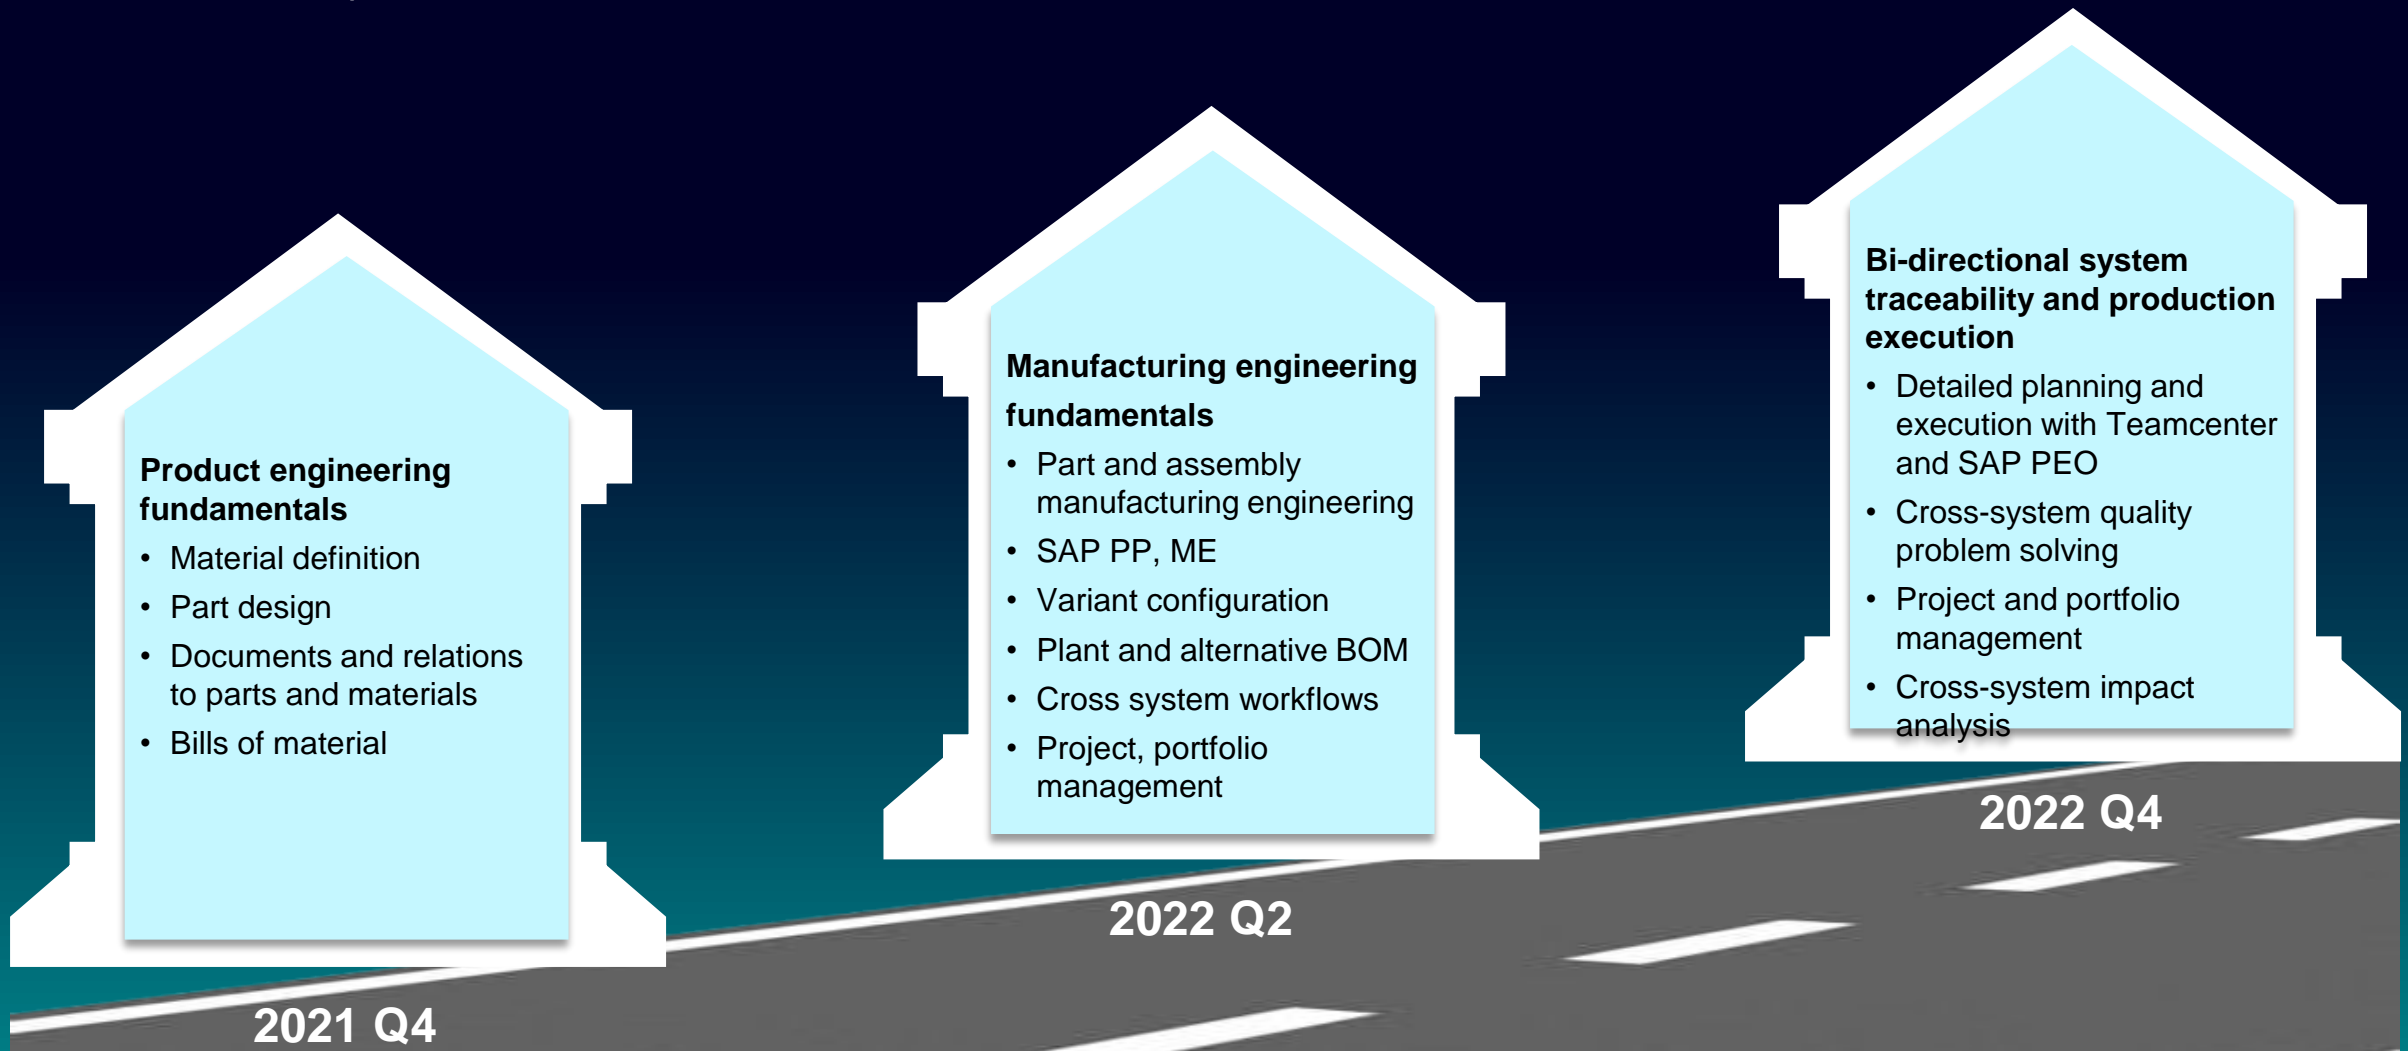 Product engineering
fundamentals
• Material definition
• Part design
• Documents and relations
to parts and materials
• Bills of material
2021 Q4
Manufacturing engineering
fundamentals
• Part and assembly
manufacturing engineering
• SAP PP, ME
• Variant configuration
• Plant and alternative BOM
• Cross system workflows
• Project, portfolio
management
2022 Q2
Bi-directional system
traceability and production
execution
• Detailed planning and
execution with Teamcenter
and SAP PEO
• Cross-system quality
problem solving
• Project and portfolio
management
• Cross-system impact
analysis
2022 Q4